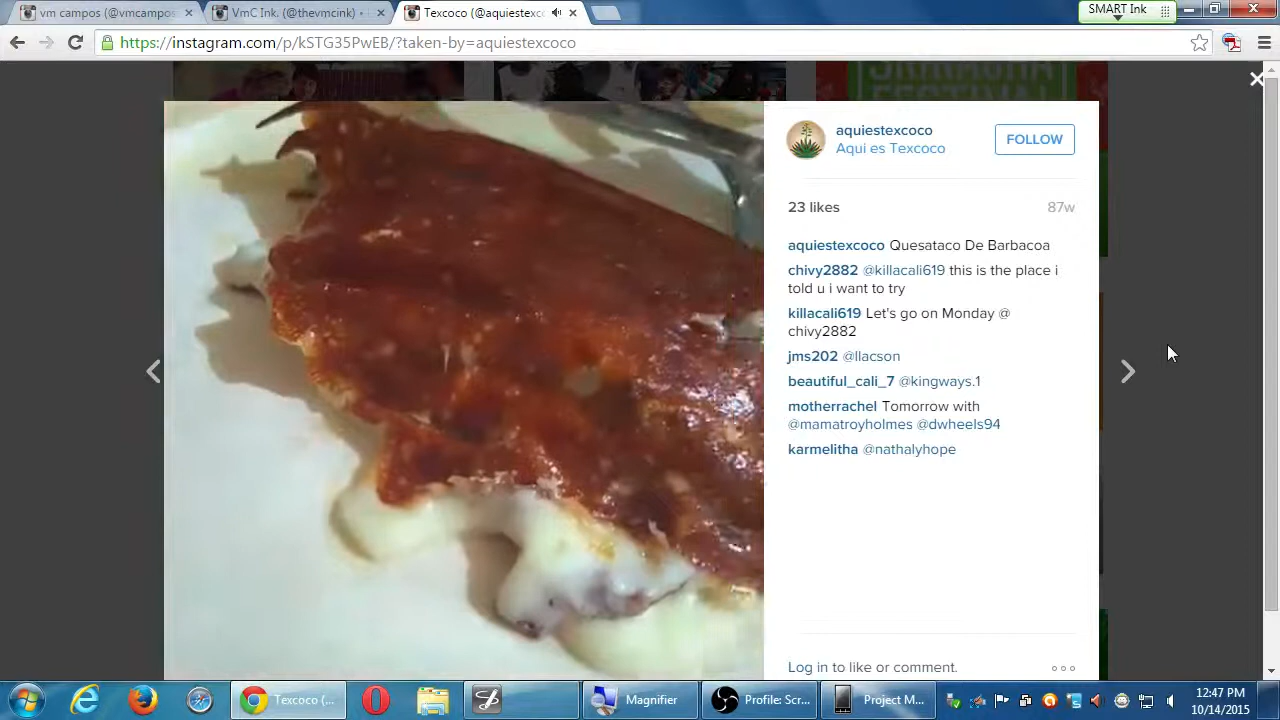 vm campos (@vmcampos
VmC Ink. (@thevmcink) •
Texcoco (@aquiestexco
SMART Ink
https://instagram.com/p/kSTG35PwEB/?taken-by=aquiestexcoco
FESTIVAL
aquiestexcoco
Aqui es Texcoco
FOLLOW
23 likes
87w
aquiestexcoco Quesataco De Barbacoa
chivy2882 @killacali619 this is the place i
told u i want to try
killacali619 Let's go on Monday @
chivy2882
jms202 @llacson
beautiful_cali_7 @kingways.1
motherrachel Tomorrow with
@mamatroyholmes @dwheels94
karmelitha @nathalyhope
Log in to like or comment.
Texcoco (...
Magnifier
Profile: Scr...
Project M...
12:47 PM
10/14/2015